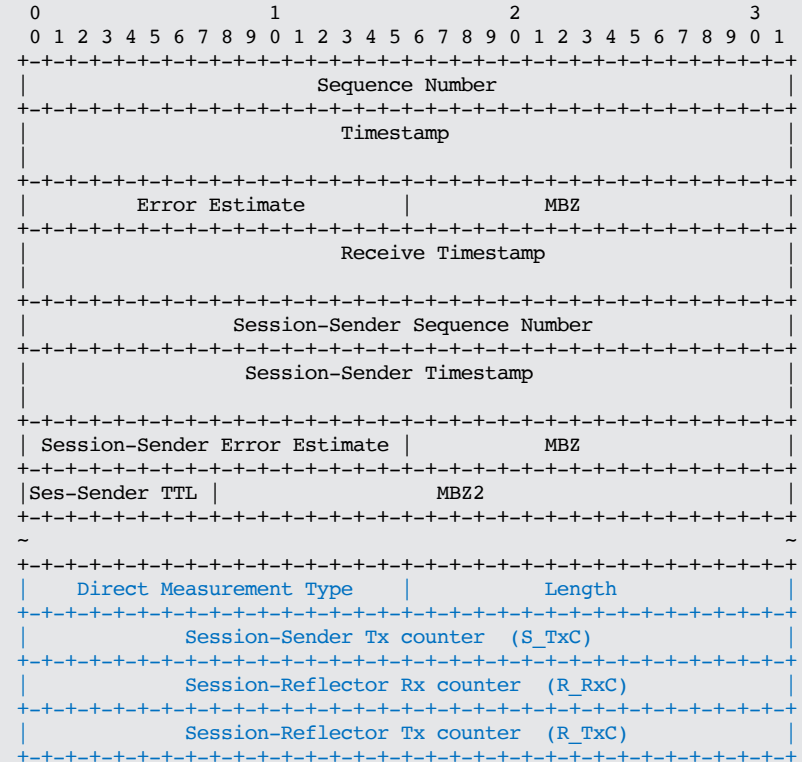 0                   1                   2                   3
 0 1 2 3 4 5 6 7 8 9 0 1 2 3 4 5 6 7 8 9 0 1 2 3 4 5 6 7 8 9 0 1
+-+-+-+-+-+-+-+-+-+-+-+-+-+-+-+-+-+-+-+-+-+-+-+-+-+-+-+-+-+-+-+-+
|                        Sequence Number                        |
+-+-+-+-+-+-+-+-+-+-+-+-+-+-+-+-+-+-+-+-+-+-+-+-+-+-+-+-+-+-+-+-+
|                          Timestamp                            |
|                                                               |
+-+-+-+-+-+-+-+-+-+-+-+-+-+-+-+-+-+-+-+-+-+-+-+-+-+-+-+-+-+-+-+-+
|         Error Estimate        |           MBZ                 |
+-+-+-+-+-+-+-+-+-+-+-+-+-+-+-+-+-+-+-+-+-+-+-+-+-+-+-+-+-+-+-+-+
|                          Receive Timestamp                    |
|                                                               |
+-+-+-+-+-+-+-+-+-+-+-+-+-+-+-+-+-+-+-+-+-+-+-+-+-+-+-+-+-+-+-+-+
|                 Session-Sender Sequence Number                |
+-+-+-+-+-+-+-+-+-+-+-+-+-+-+-+-+-+-+-+-+-+-+-+-+-+-+-+-+-+-+-+-+
|                  Session-Sender Timestamp                     |
|                                                               |
+-+-+-+-+-+-+-+-+-+-+-+-+-+-+-+-+-+-+-+-+-+-+-+-+-+-+-+-+-+-+-+-+
| Session-Sender Error Estimate |           MBZ                 |
+-+-+-+-+-+-+-+-+-+-+-+-+-+-+-+-+-+-+-+-+-+-+-+-+-+-+-+-+-+-+-+-+
|Ses-Sender TTL |                  MBZ2                         |
+-+-+-+-+-+-+-+-+-+-+-+-+-+-+-+-+-+-+-+-+-+-+-+-+-+-+-+-+-+-+-+-+
~                                                               ~
+-+-+-+-+-+-+-+-+-+-+-+-+-+-+-+-+-+-+-+-+-+-+-+-+-+-+-+-+-+-+-+-+
|    Direct Measurement Type    |           Length              |
+-+-+-+-+-+-+-+-+-+-+-+-+-+-+-+-+-+-+-+-+-+-+-+-+-+-+-+-+-+-+-+-+
|             Session-Sender Tx counter  (S_TxC)                |
+-+-+-+-+-+-+-+-+-+-+-+-+-+-+-+-+-+-+-+-+-+-+-+-+-+-+-+-+-+-+-+-+
|             Session-Reflector Rx counter  (R_RxC)             |
+-+-+-+-+-+-+-+-+-+-+-+-+-+-+-+-+-+-+-+-+-+-+-+-+-+-+-+-+-+-+-+-+
|             Session-Reflector Tx counter  (R_TxC)             |
+-+-+-+-+-+-+-+-+-+-+-+-+-+-+-+-+-+-+-+-+-+-+-+-+-+-+-+-+-+-+-+-+